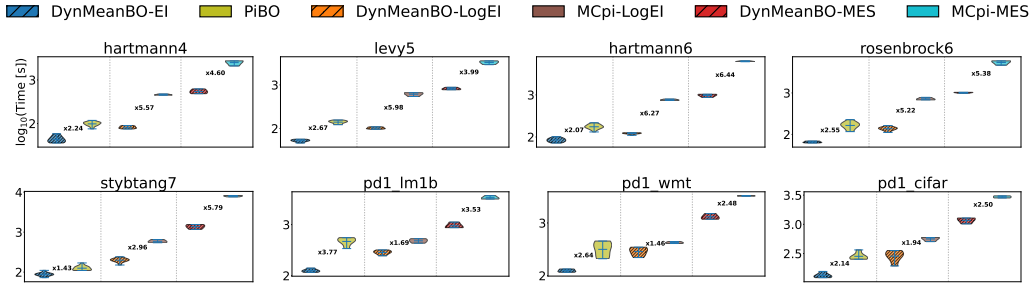 DynMeanBO-EI PiBO DynMeanBO-LogEI MCpi-LogEI DynMeanBO-MES MCpi-MES
hartmann4 levy5 hartmann6 rosenbrock6
log10(Time [s])
3
2
x2.24 x5.57 x4.60
3
2
x2.67 x5.98 x3.99
3
2
x2.07 x6.27 x6.44
3
2
x2.55 x5.22 x5.38
stybtang7 pd1_lm1b pd1_wmt pd1_cifar
4
3
2
x1.43 x2.96 x5.79
3
2
x3.77 x1.69 x3.53
3
2
x2.64 x1.46 x2.48
3.5
3.0
2.5
x2.14 x1.94 x2.50